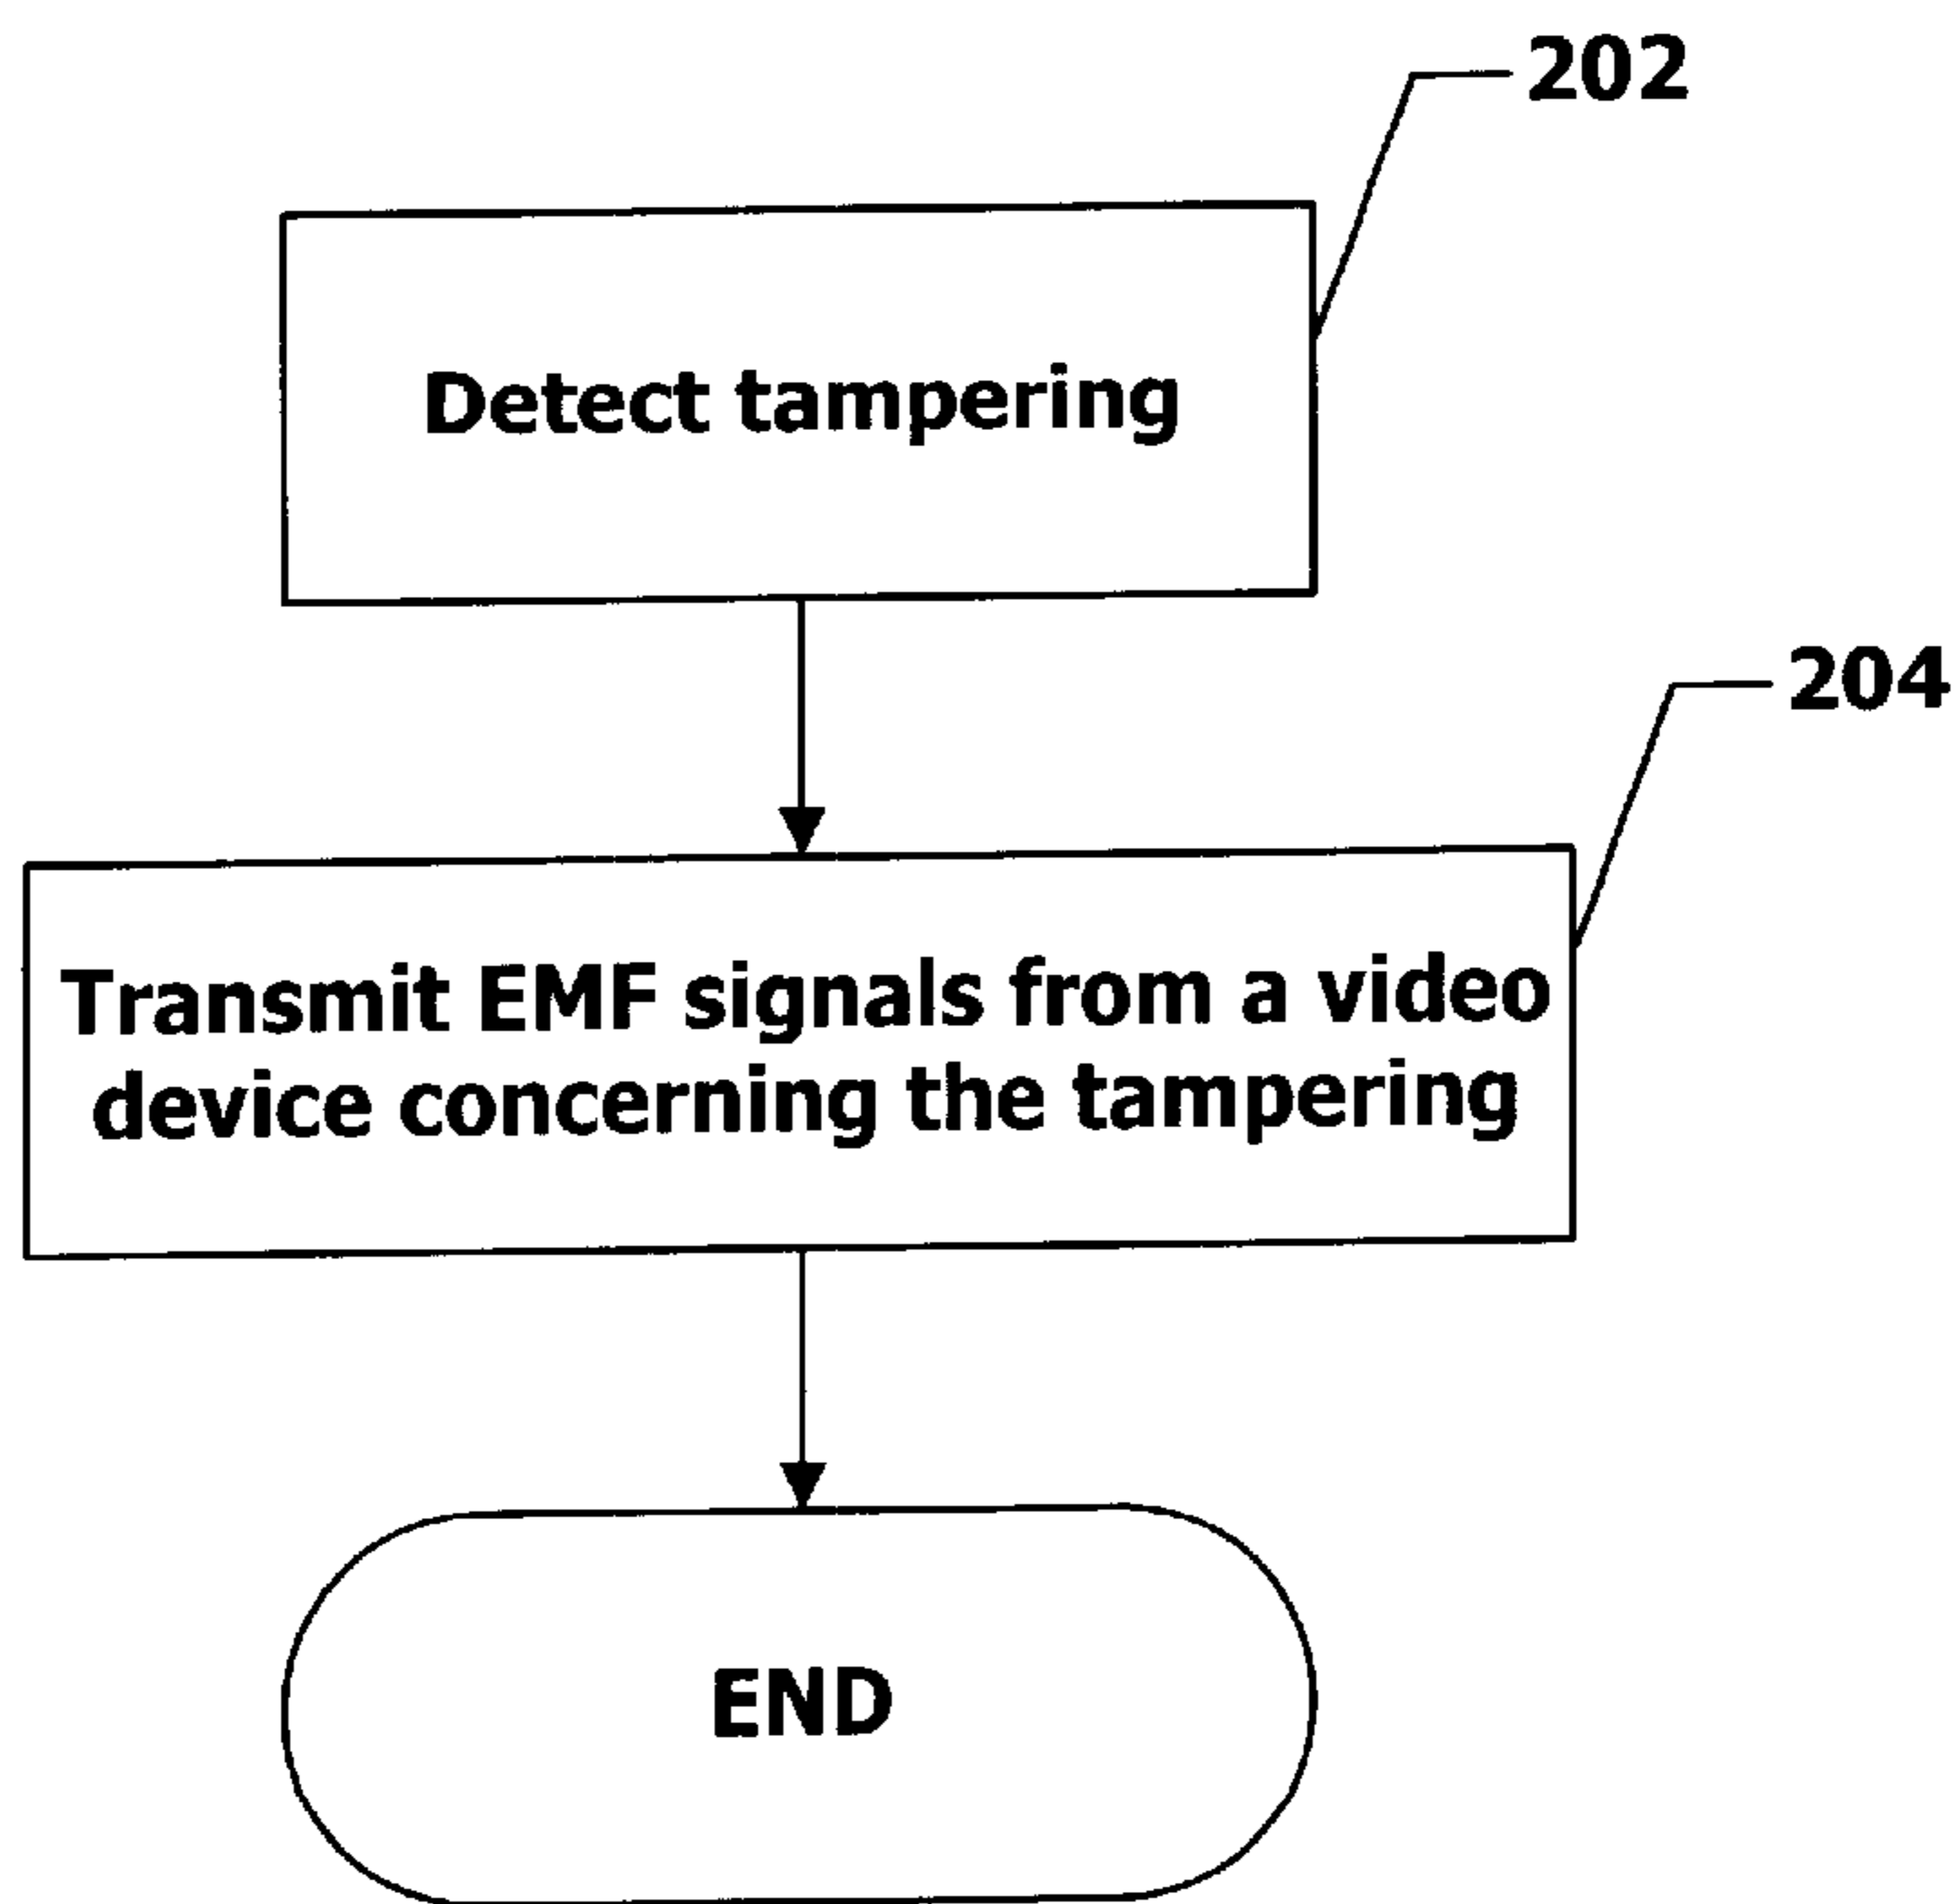 202
Detect tampering
204
Transmit EMF signals from a video
device concerning the tampering
END